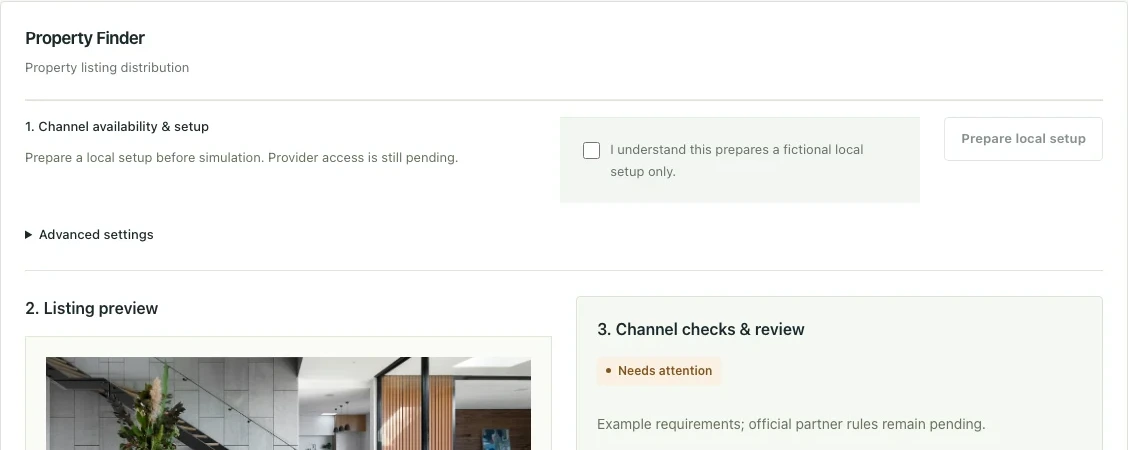 Property Finder
Property listing distribution
1. Channel availability & setup
Prepare a local setup before simulation. Provider access is still pending.
I understand this prepares a fictional local
setup only.
Prepare local setup
Advanced settings
2. Listing preview
3. Channel checks & review
Needs attention
Example requirements; official partner rules remain pending.